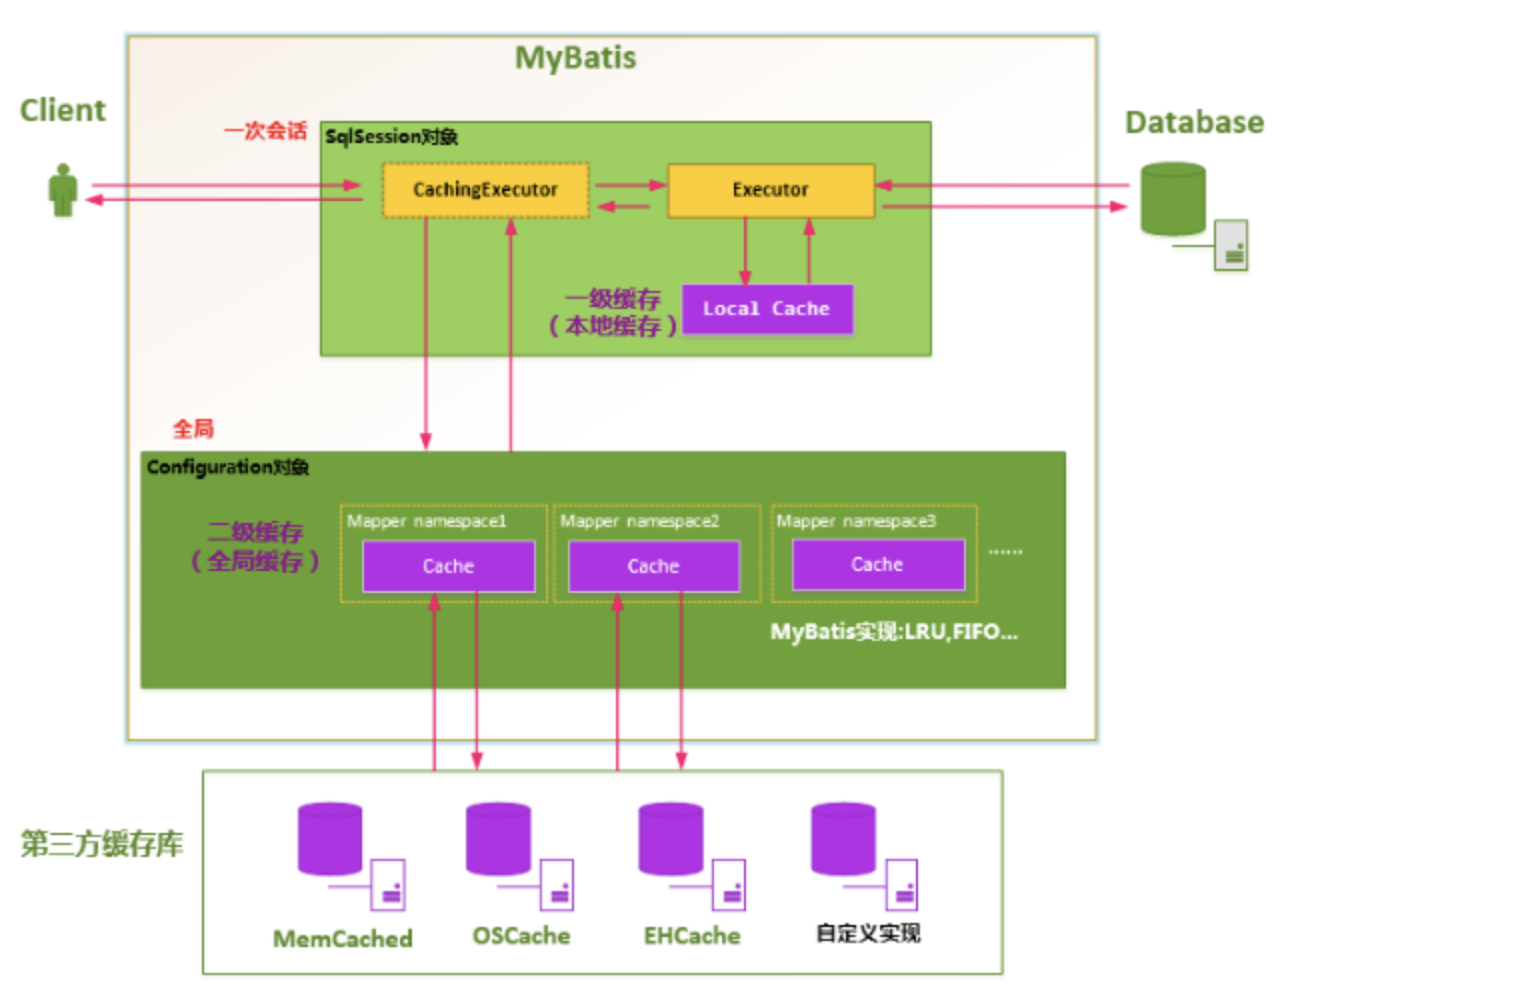 MyBatis
Client
Database
一次会话
SqlSession对象
CachingExecutor
Executor
一级缓存
（本地缓存）
Local Cache
全局
Configuration对象
二级缓存
（全局缓存）
Mapper namespace1
Cache
Mapper namespace2
Cache
Mapper namespace3
Cache
......
MyBatis实现:LRU,FIFO...
第三方缓存库
MemCached
OSCache
EHCache
自定义实现